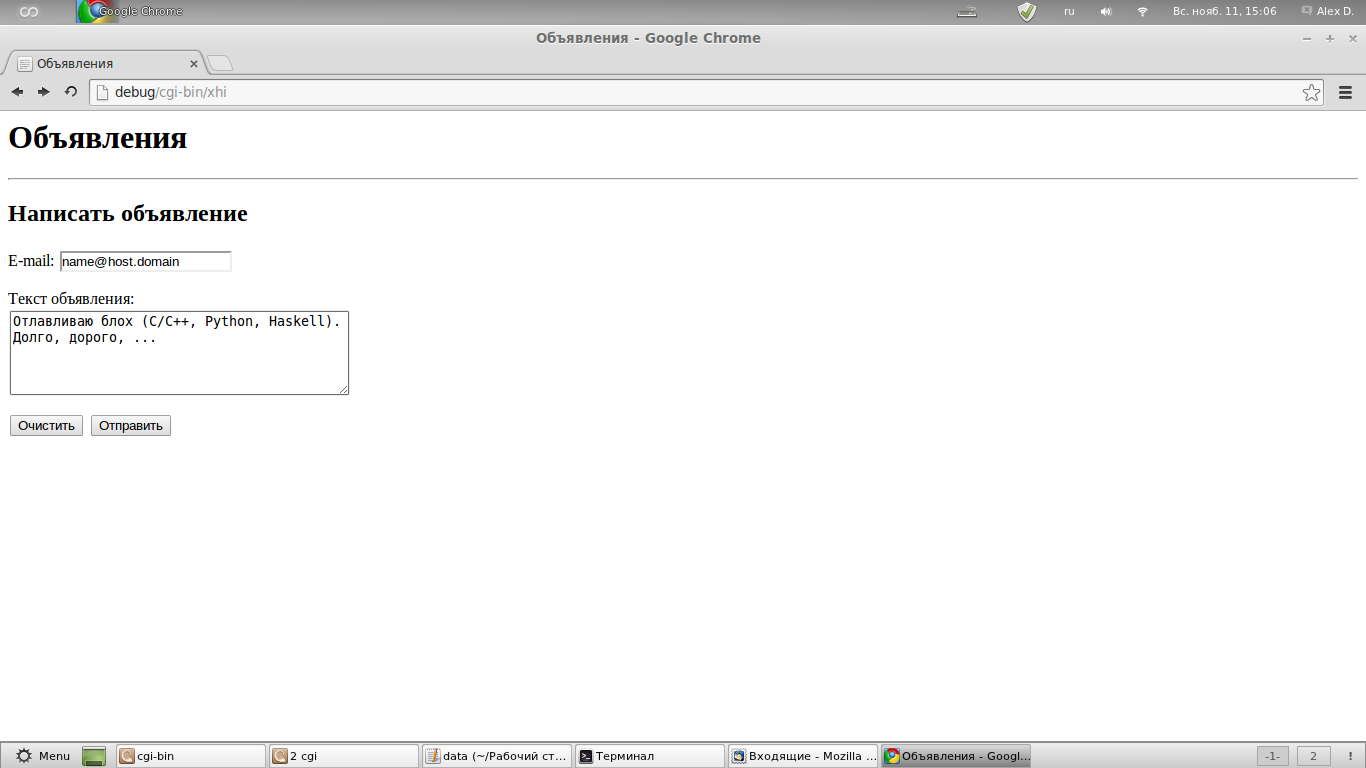 Google Chrome
ru
Вс. нояб. 11, 15:06
Alex D.
Объявления - Google Chrome
Объявления
debug/cgi-bin/xhi
Объявления
Написать объявление
E-mail: name@host.domain
Текст объявления:
Отлавливаю блох (C/C++, Python, Haskell).
Долго, дорого, ...
Очистить Отправить
Menu
cgi-bin
2 cgi
data (~/Рабочий ст...
Терминал
Входящие - Mozilla ...
Объявления - Googl...
-1-
2
!